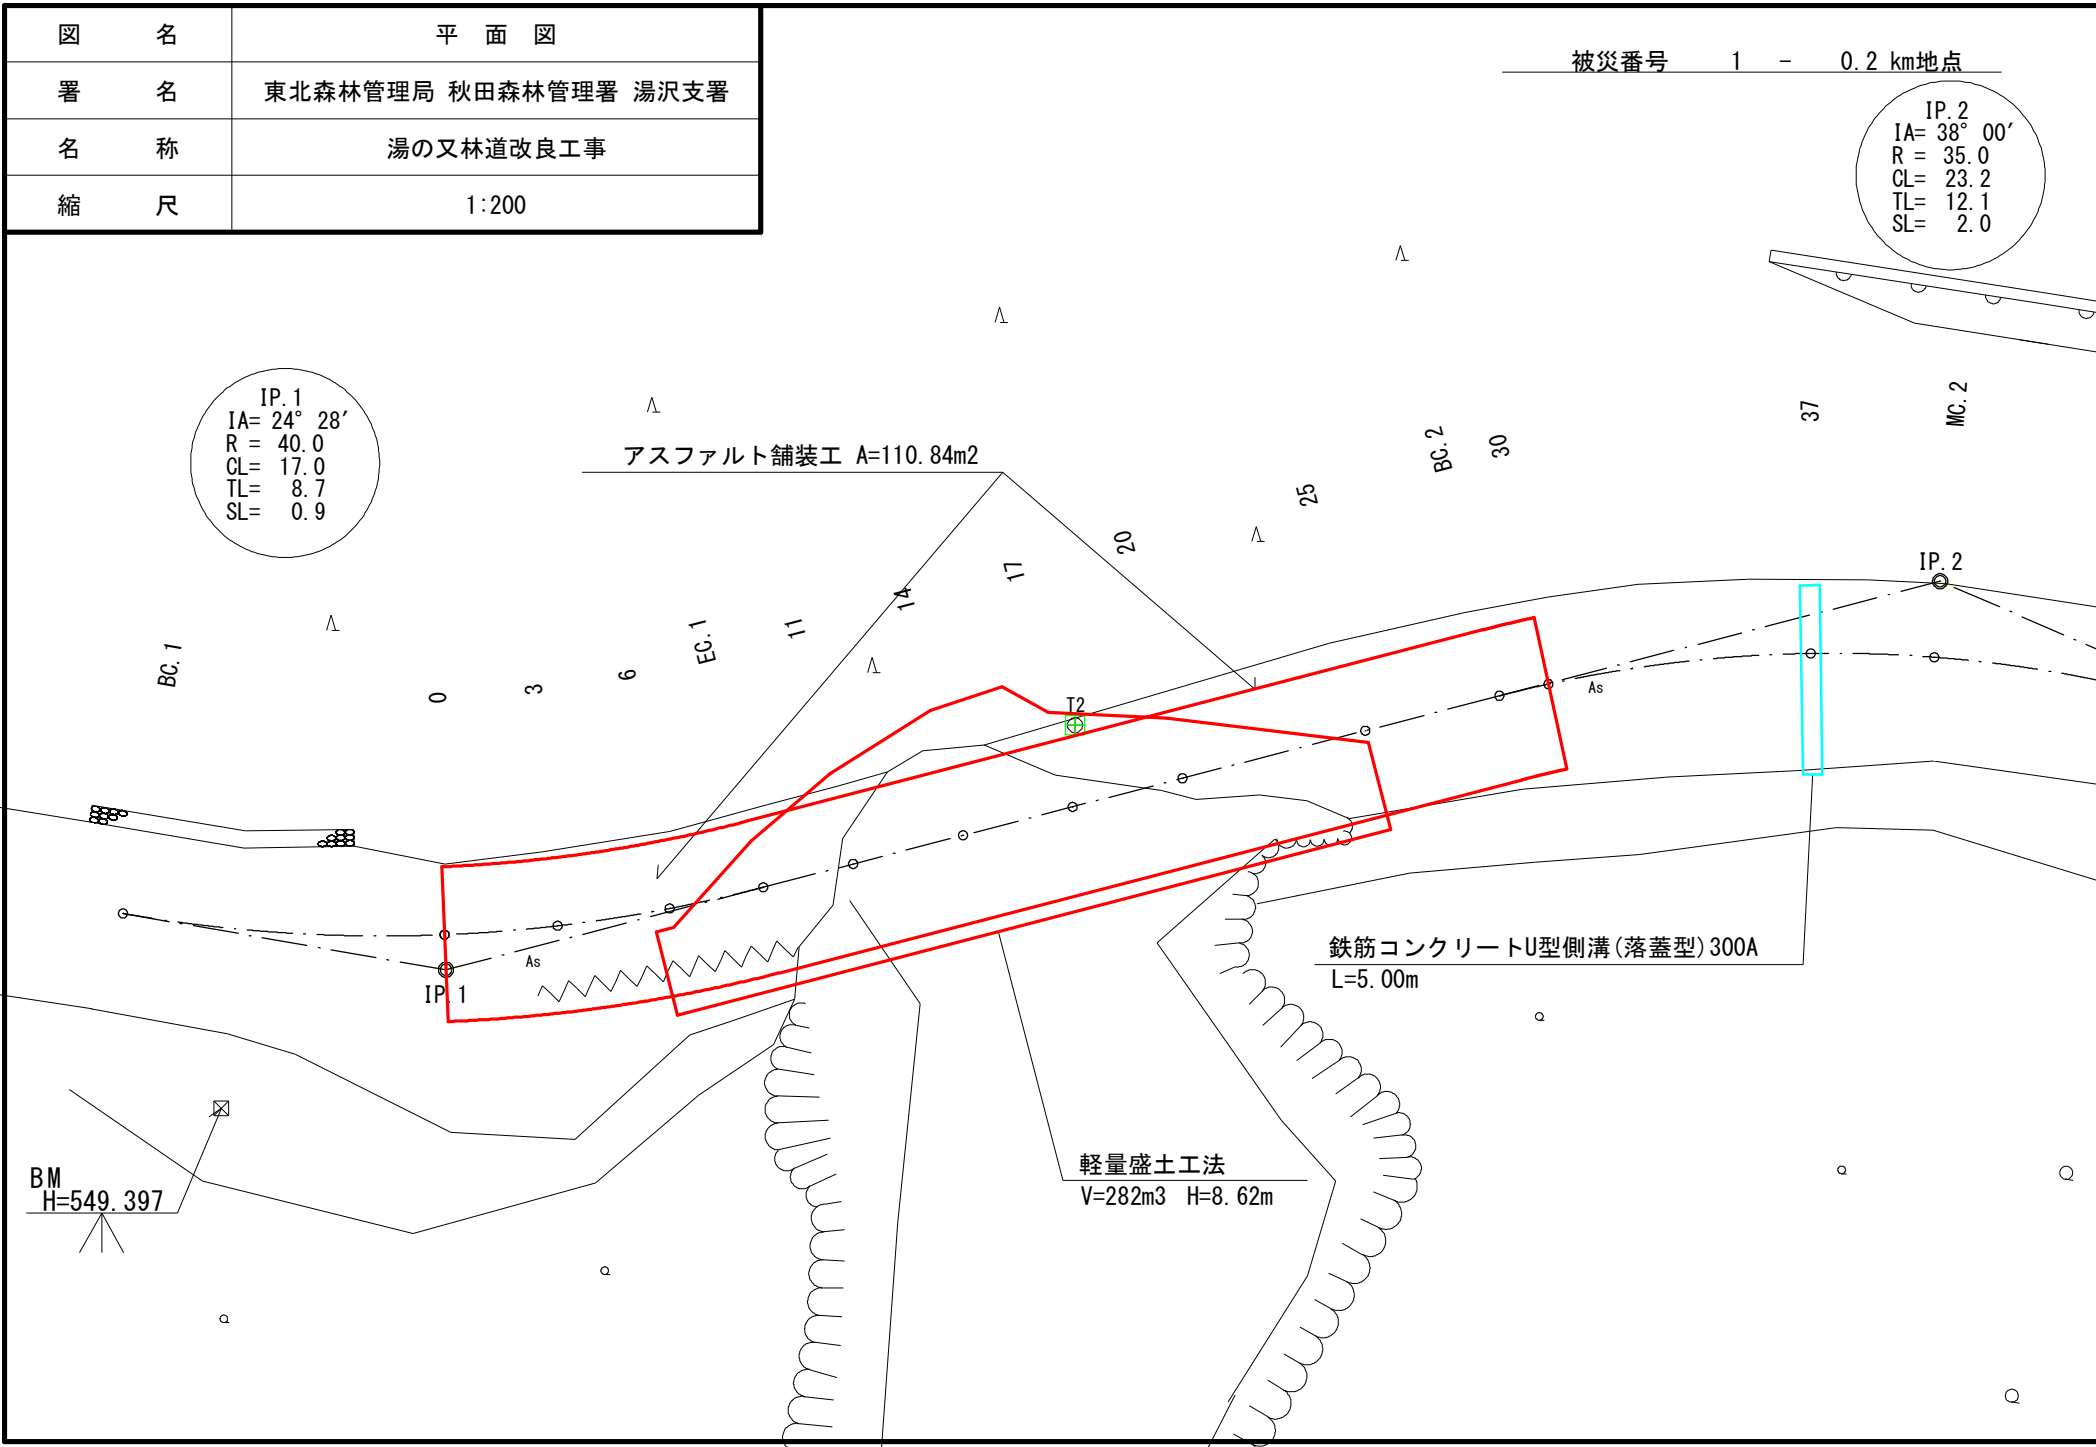 図 名 平 面 図
署 名 東北森林管理局 秋田森林管理署 湯沢支署
名 称 湯の又林道改良工事
縮 尺 1:200
被災番号 1 - 0.2 km地点
IP.2
IA= 38° 00′
R = 35.0
CL= 23.2
TL= 12.1
SL= 2.0
IP.1
IA= 24° 28′
R = 40.0
CL= 17.0
TL= 8.7
SL= 0.9
アスファルト舗装工 A=110.84m2
BC.1
0
3
6
EC.1
11
14
17
20
25
BC.2
30
37
MC.2
IP.2
T2
As
As
IP.1
鉄筋コンクリートU型側溝(落蓋型)300A
L=5.00m
軽量盛土工法
V=282m3 H=8.62m
BM
H=549.397